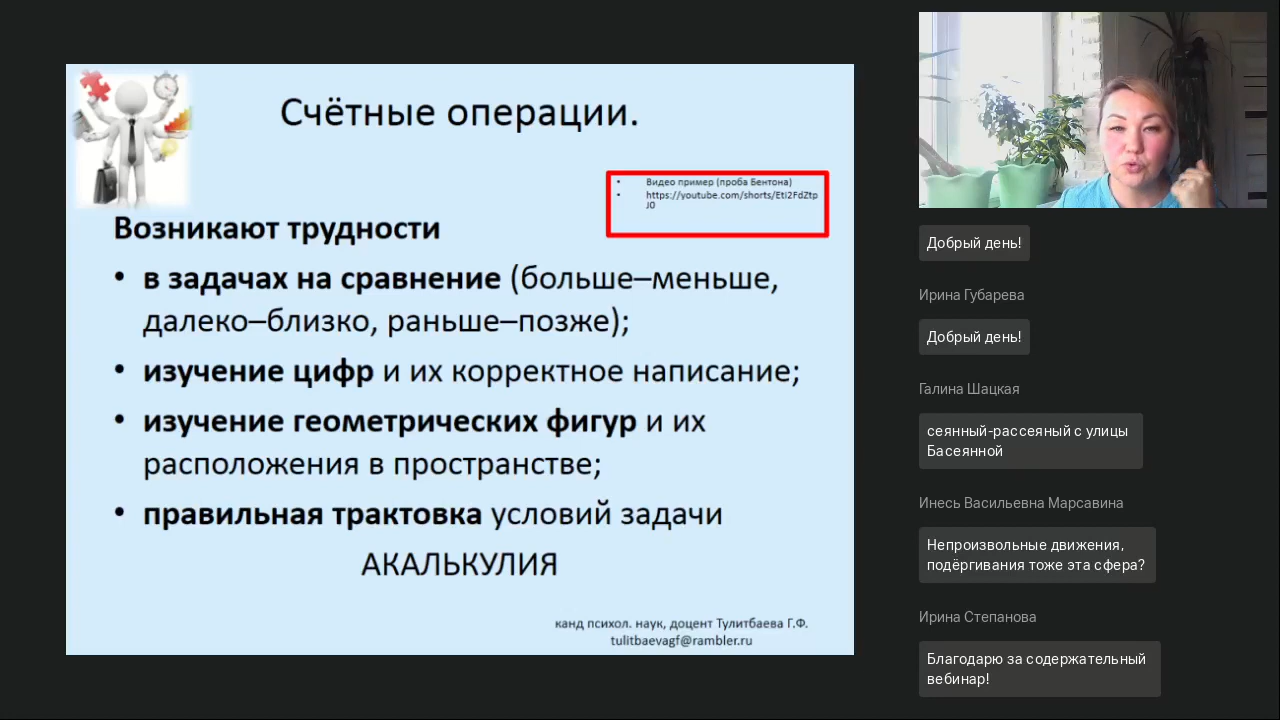 Счётные операции.
• Видео пример (проба Бентона)
• https://youtube.com/shorts/Eti2FdZtp
J0
Возникают трудности
• в задачах на сравнение (больше–меньше,
далеко–близко, раньше–позже);
• изучение цифр и их корректное написание;
• изучение геометрических фигур и их
расположения в пространстве;
• правильная трактовка условий задачи
АКАЛЬКУЛИЯ
канд психол. наук, доцент Тулитбаева Г.Ф.
tulitbaevagf@rambler.ru
Добрый день!
Ирина Губарева
Добрый день!
Галина Шацкая
сеянный-рассеяный с улицы
Басеянной
Инесь Васильевна Марсавина
Непроизвольные движения,
подёргивания тоже эта сфера?
Ирина Степанова
Благодарю за содержательный
вебинар!